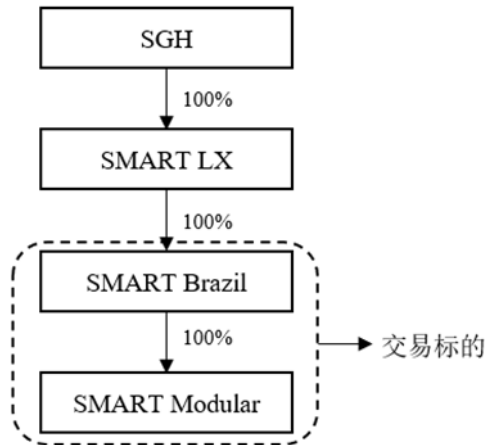 SGH
100%
SMART LX
100%
SMART Brazil
100%
交易标的
SMART Modular